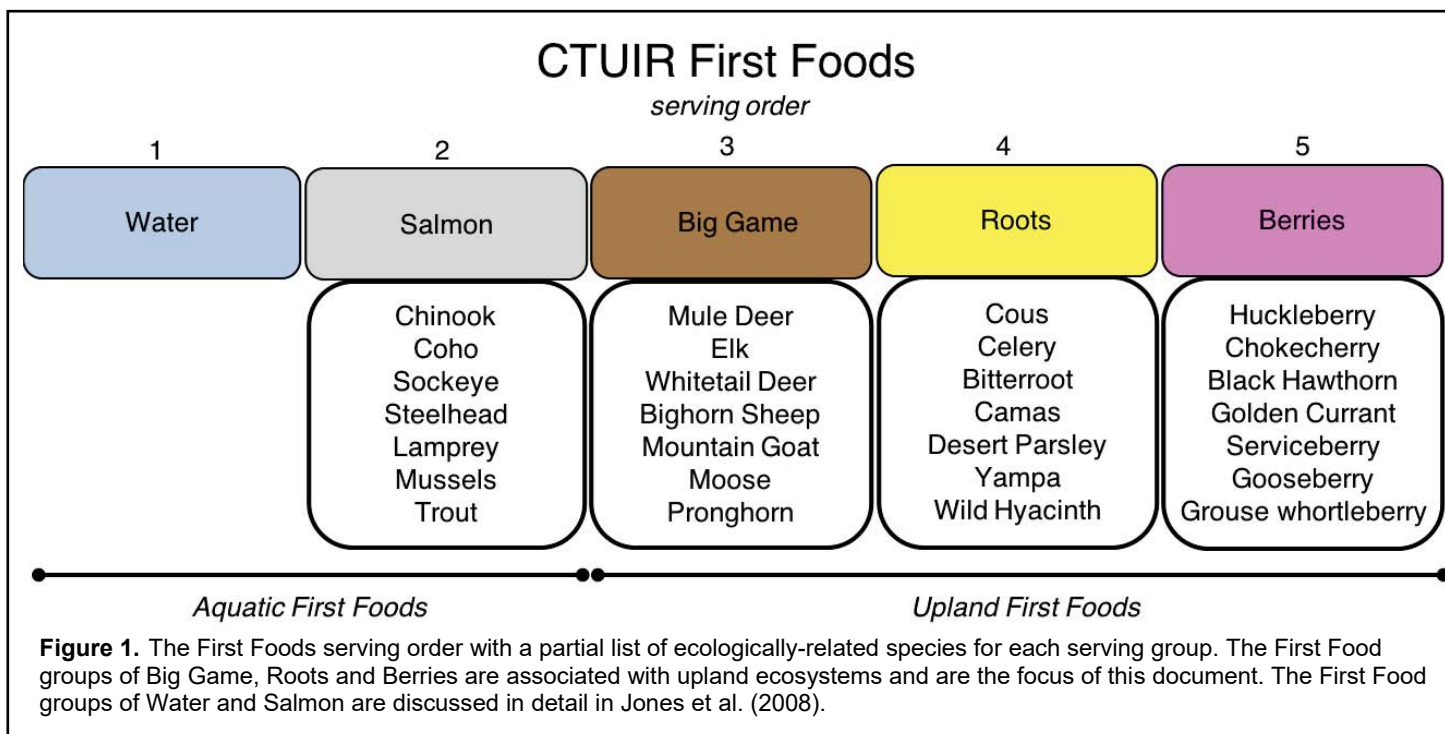 CTUIR First Foods
serving order
1 2 3 4 5
Water Salmon Big Game Roots Berries
Chinook
Coho
Sockeye
Steelhead
Lamprey
Mussels
Trout
Mule Deer
Elk
Whitetail Deer
Bighorn Sheep
Mountain Goat
Moose
Pronghorn
Cous
Celery
Bitterroot
Camas
Desert Parsley
Yampa
Wild Hyacinth
Huckleberry
Chokecherry
Black Hawthorn
Golden Currant
Serviceberry
Gooseberry
Grouse whortleberry
Aquatic First Foods Upland First Foods
Figure 1. The First Foods serving order with a partial list of ecologically-related species for each serving group. The First Food
groups of Big Game, Roots and Berries are associated with upland ecosystems and are the focus of this document. The First Food
groups of Water and Salmon are discussed in detail in Jones et al. (2008).